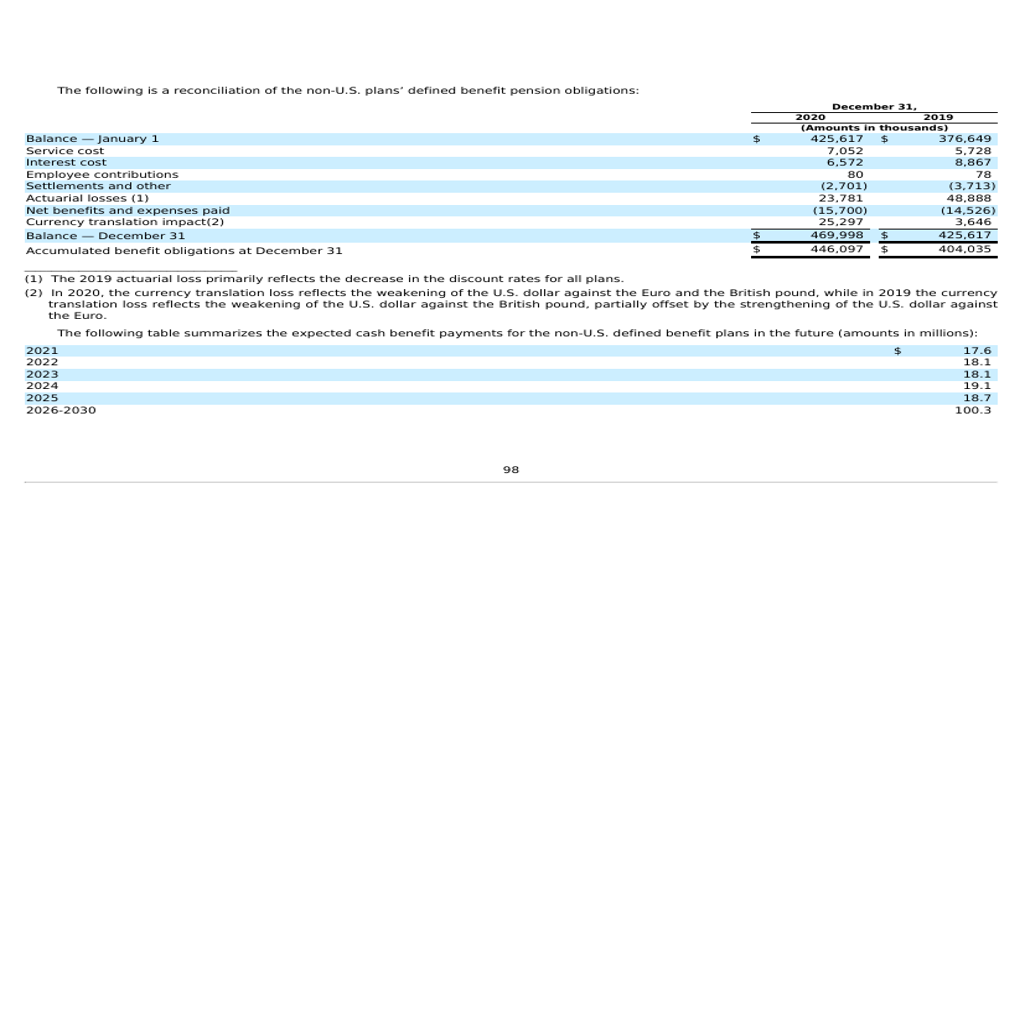 The following is a reconciliation of the non-U.S. plans’ defined benefit pension obligations:
December 31,
2020 2019
(Amounts in thousands)
Balance — January 1 $ 425,617 $ 376,649
Service cost 7,052 5,728
Interest cost 6,572 8,867
Employee contributions 80 78
Settlements and other (2,701) (3,713)
Actuarial losses (1) 23,781 48,888
Net benefits and expenses paid (15,700) (14,526)
Currency translation impact(2) 25,297 3,646
Balance — December 31 $ 469,998 $ 425,617
Accumulated benefit obligations at December 31 $ 446,097 $ 404,035
(1) The 2019 actuarial loss primarily reflects the decrease in the discount rates for all plans.
(2) In 2020, the currency translation loss reflects the weakening of the U.S. dollar against the Euro and the British pound, while in 2019 the currency
translation loss reflects the weakening of the U.S. dollar against the British pound, partially offset by the strengthening of the U.S. dollar against
the Euro.
The following table summarizes the expected cash benefit payments for the non-U.S. defined benefit plans in the future (amounts in millions):
2021 $ 17.6
2022 18.1
2023 18.1
2024 19.1
2025 18.7
2026-2030 100.3
98